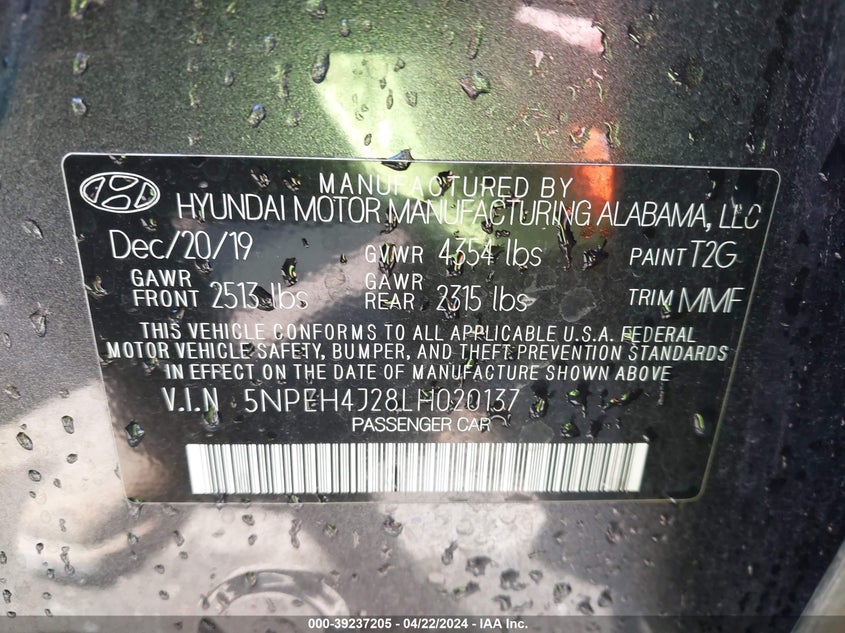 MANUFACTURED BY
HYUNDAI MOTOR MANUFACTURING ALABAMA, LLC
Dec/20/19 GVWR 4354 lbs PAINT T2G
GAWR FRONT 2513 lbs GAWR REAR 2315 lbs TRIM MMF
THIS VEHICLE CONFORMS TO ALL APPLICABLE U.S.A. FEDERAL
MOTOR VEHICLE SAFETY, BUMPER, AND THEFT PREVENTION STANDARDS
IN EFFECT ON THE DATE OF MANUFACTURE SHOWN ABOVE
V.I.N 5NPEH4J28LH020137
PASSENGER CAR
000-39237205 - 04/22/2024 - IAA Inc.